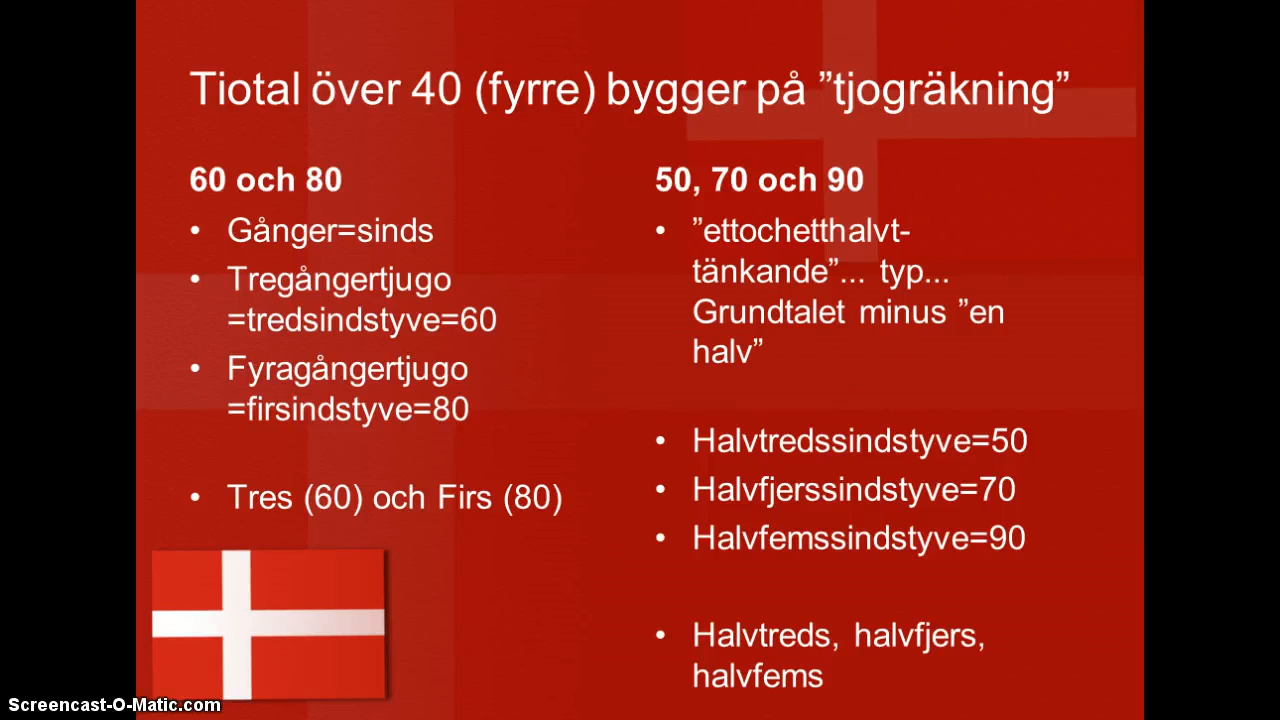 Tiotal över 40 (fyrre) bygger på ”tjogräkning”
60 och 80
• Gånger=sinds
• Tregångertjugo
=tredsindstyve=60
• Fyragångertjugo
=firsindstyve=80
• Tres (60) och Firs (80)
50, 70 och 90
• ”ettochetthalvt-
tänkande”... typ...
Grundtalet minus ”en
halv”
• Halvtredssindstyve=50
• Halvfjerssindstyve=70
• Halvfemssindstyve=90
• Halvtreds, halvfjers,
halvfems
Screencast-O-Matic.com